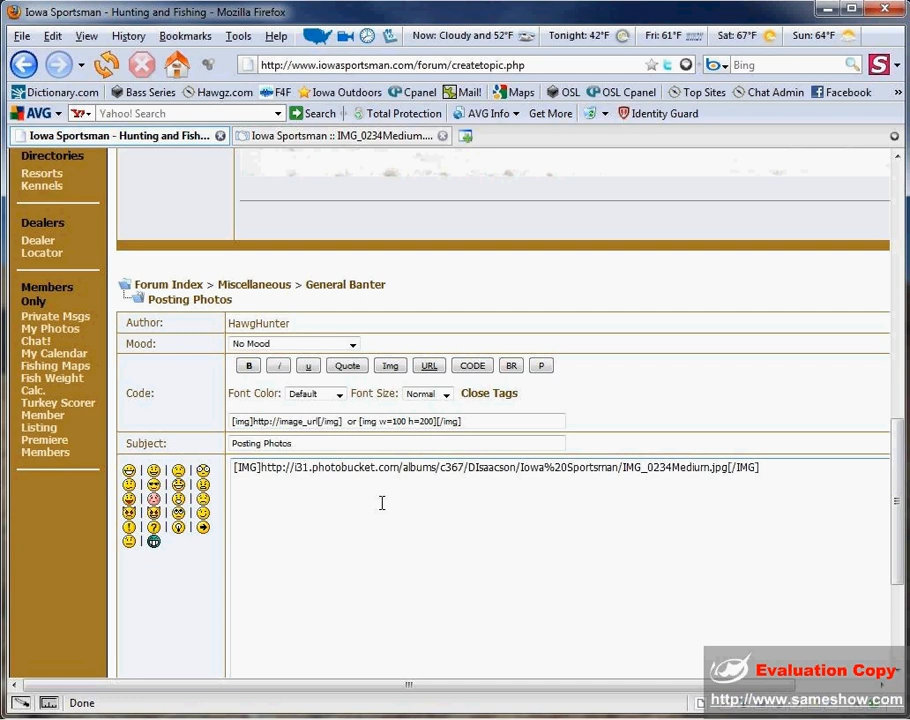 Iowa Sportsman - Hunting and Fishing - Mozilla Firefox
File Edit View History Bookmarks Tools Help Now: Cloudy and 52°F Tonight: 42°F Fri: 61°F Sat: 67°F Sun: 64°F
http://www.iowasportsman.com/forum/createtopic.php Bing
Dictionary.com Bass Series Hawgz.com F4F Iowa Outdoors Cpanel Mail! Maps OSL OSL Cpanel Top Sites Chat Admin Facebook »
AVG Yahoo! Search Search Total Protection AVG Info Get More Identity Guard
Iowa Sportsman - Hunting and Fish... Iowa Sportsman :: IMG_0234Medium....
Directories
Resorts
Kennels
Dealers
Dealer
Locator
Members
Only
Private Msgs
My Photos
Chat!
My Calendar
Fishing Maps
Fish Weight
Calc.
Turkey Scorer
Member
Listing
Premiere
Members
Forum Index > Miscellaneous > General Banter
Posting Photos
Author: HawgHunter
Mood: No Mood
B i u Quote Img URL CODE BR P
Code: Font Color: Default Font Size: Normal Close Tags
[img]http://image_url[/img] or [img w=100 h=200][/img]
Subject: Posting Photos
[IMG]http://i31.photobucket.com/albums/c367/DIsaacson/Iowa%20Sportsman/IMG_0234Medium.jpg[/IMG]
Evaluation Copy
http://www.sameshow.com
Done